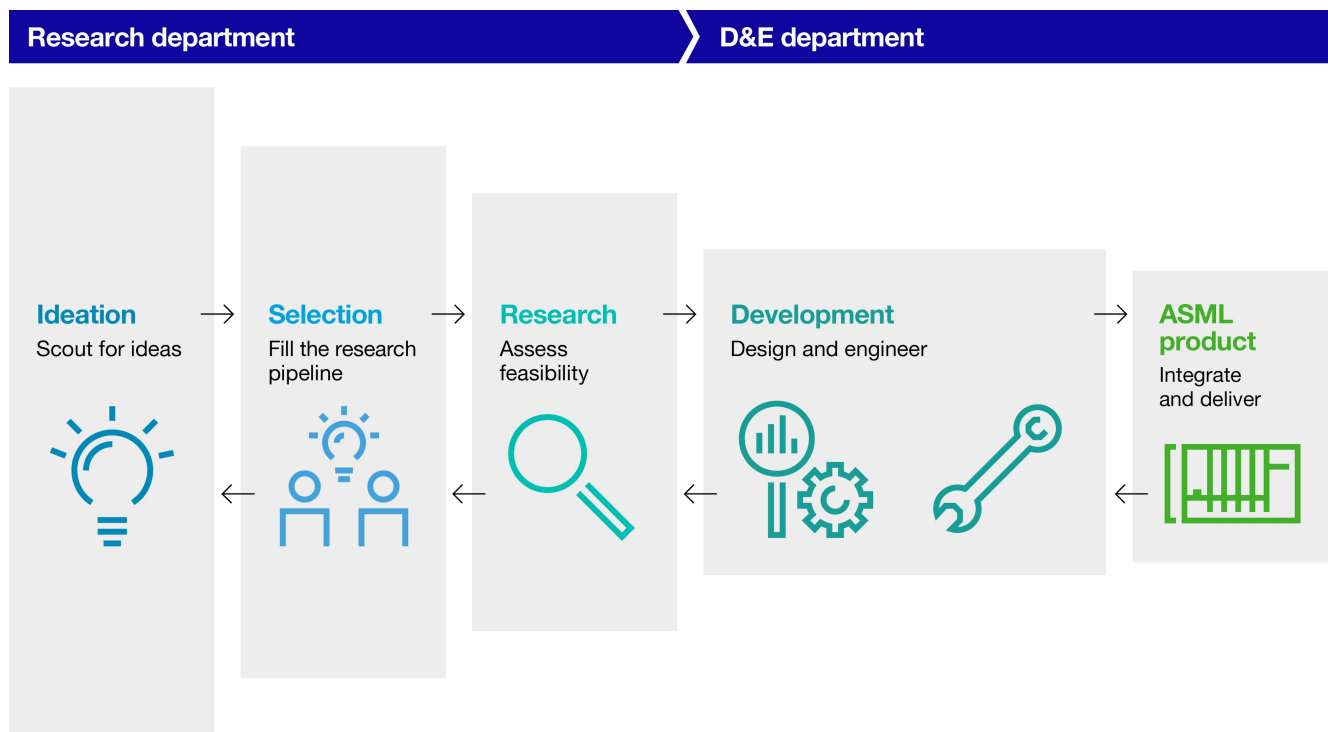 Research department
D&E department
Ideation
Scout for ideas
Selection
Fill the research
pipeline
Research
Assess
feasibility
Development
Design and engineer
ASML
product
Integrate
and deliver